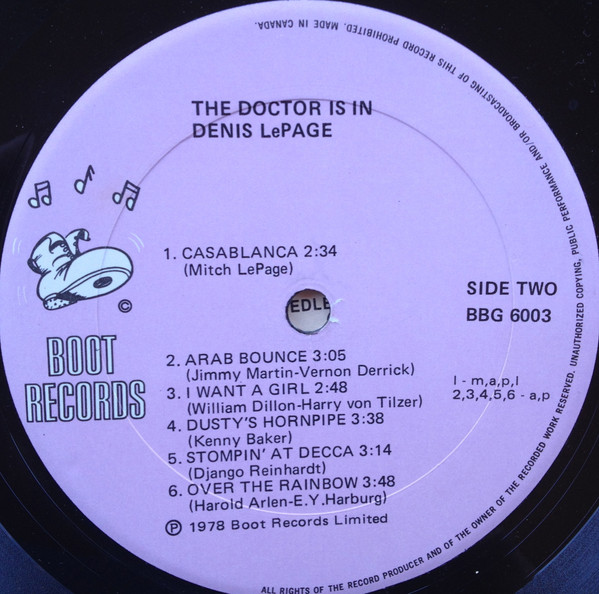 THE DOCTOR IS IN
DENIS LePAGE
1. CASABLANCA 2:34
(Mitch LePage)
SIDE TWO
BBG 6003
EDLE
©
BOOT
RECORDS
2. ARAB BOUNCE 3:05
(Jimmy Martin-Vernon Derrick)
3. I WANT A GIRL 2:48
(William Dillon-Harry von Tilzer)
4. DUSTY'S HORNPIPE 3:38
(Kenny Baker)
5. STOMPIN' AT DECCA 3:14
(Django Reinhardt)
6. OVER THE RAINBOW 3:48
(Harold Arlen-E.Y.Harburg)
I - m,a,p,l
2,3,4,5,6 - a,p
℗ 1978 Boot Records Limited
ALL RIGHTS OF THE RECORD PRODUCER AND OF THE OWNER OF THE RECORDED WORK RESERVED. UNAUTHORIZED COPYING, PUBLIC PERFORMANCE AND/OR BROADCASTING OF THIS RECORD PROHIBITED. MADE IN CANADA.